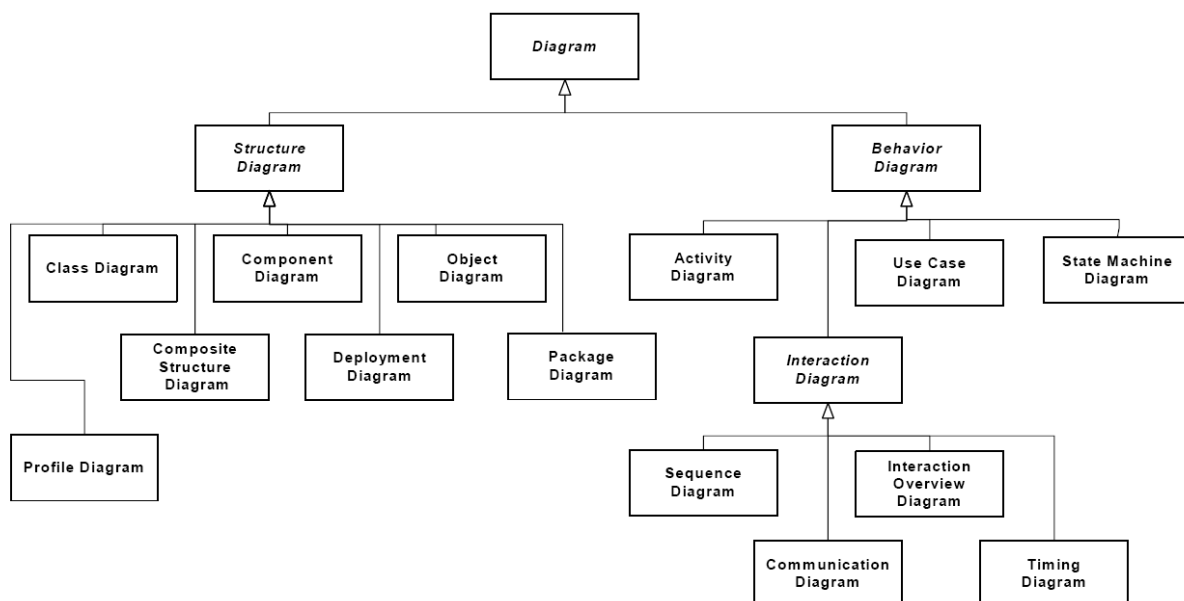 Diagram
Structure
Diagram
Behavior
Diagram
Class Diagram
Component
Diagram
Object
Diagram
Activity
Diagram
Use Case
Diagram
State Machine
Diagram
Composite
Structure
Diagram
Deployment
Diagram
Package
Diagram
Interaction
Diagram
Profile Diagram
Sequence
Diagram
Interaction
Overview
Diagram
Communication
Diagram
Timing
Diagram